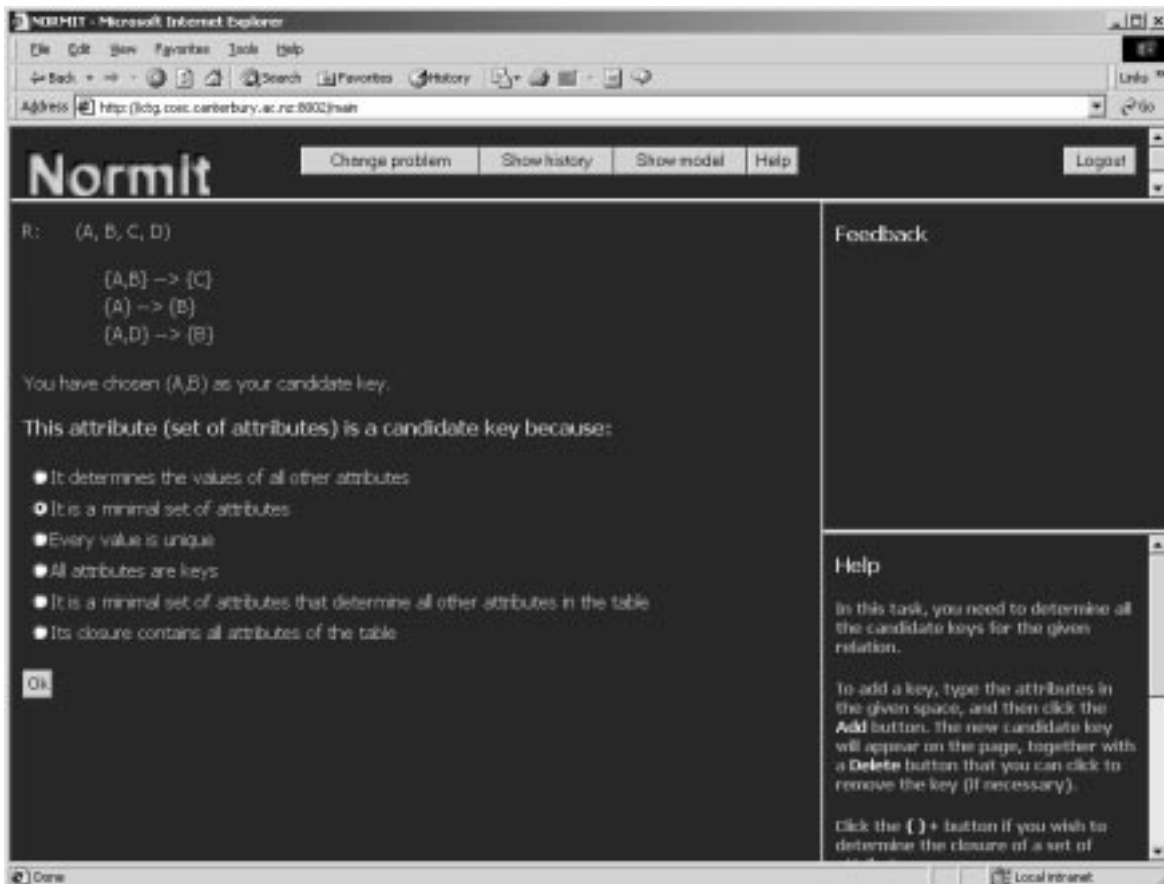 NORMIT - Microsoft Internet Explorer
File Edit View Favorites Tools Help
Back Search Favorites History Links
Address http://ictg.cosc.canterbury.ac.nz:8002/main Go
NormIt
Change problem Show history Show model Help Logout
R: (A, B, C, D)
{A,B} --> {C}
{A} --> {B}
{A,D} --> {B}
You have chosen (A,B) as your candidate key.
This attribute (set of attributes) is a candidate key because:
It determines the values of all other attributes
It is a minimal set of attributes
Every value is unique
All attributes are keys
It is a minimal set of attributes that determine all other attributes in the table
Its closure contains all attributes of the table
Ok
Feedback
Help
In this task, you need to determine all
the candidate keys for the given
relation.
To add a key, type the attributes in
the given space, and then click the
Add button. The new candidate key
will appear on the page, together with
a Delete button that you can click to
remove the key (if necessary).
Click the { }+ button if you wish to
determine the closure of a set of
Done Local intranet